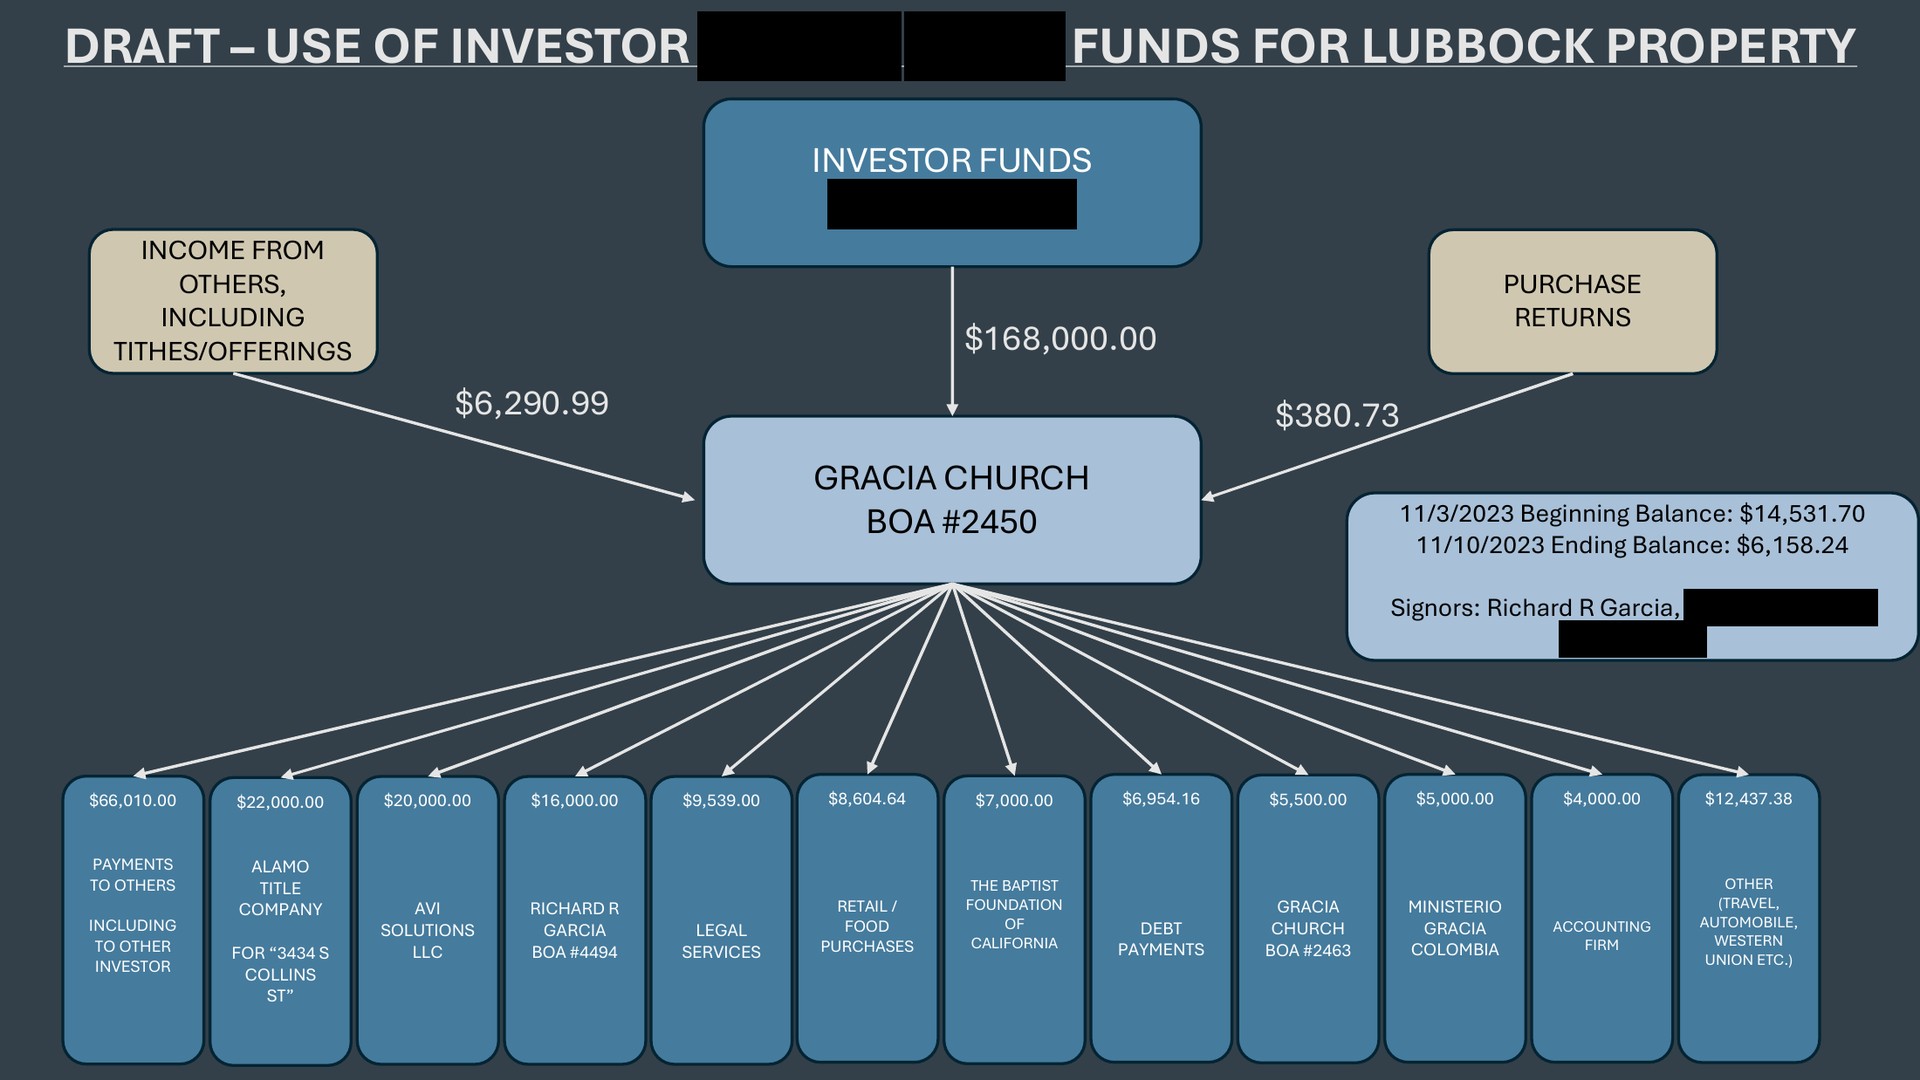 DRAFT – USE OF INVESTOR FUNDS FOR LUBBOCK PROPERTY
INVESTOR FUNDS
INCOME FROM
OTHERS,
INCLUDING
TITHES/OFFERINGS
PURCHASE
RETURNS
$168,000.00
$6,290.99
$380.73
GRACIA CHURCH
BOA #2450
11/3/2023 Beginning Balance: $14,531.70
11/10/2023 Ending Balance: $6,158.24
Signors: Richard R Garcia,
$66,010.00
PAYMENTS
TO OTHERS
INCLUDING
TO OTHER
INVESTOR
$22,000.00
ALAMO
TITLE
COMPANY
FOR “3434 S
COLLINS
ST”
$20,000.00
AVI
SOLUTIONS
LLC
$16,000.00
RICHARD R
GARCIA
BOA #4494
$9,539.00
LEGAL
SERVICES
$8,604.64
RETAIL /
FOOD
PURCHASES
$7,000.00
THE BAPTIST
FOUNDATION
OF
CALIFORNIA
$6,954.16
DEBT
PAYMENTS
$5,500.00
GRACIA
CHURCH
BOA #2463
$5,000.00
MINISTERIO
GRACIA
COLOMBIA
$4,000.00
ACCOUNTING
FIRM
$12,437.38
OTHER
(TRAVEL,
AUTOMOBILE,
WESTERN
UNION ETC.)